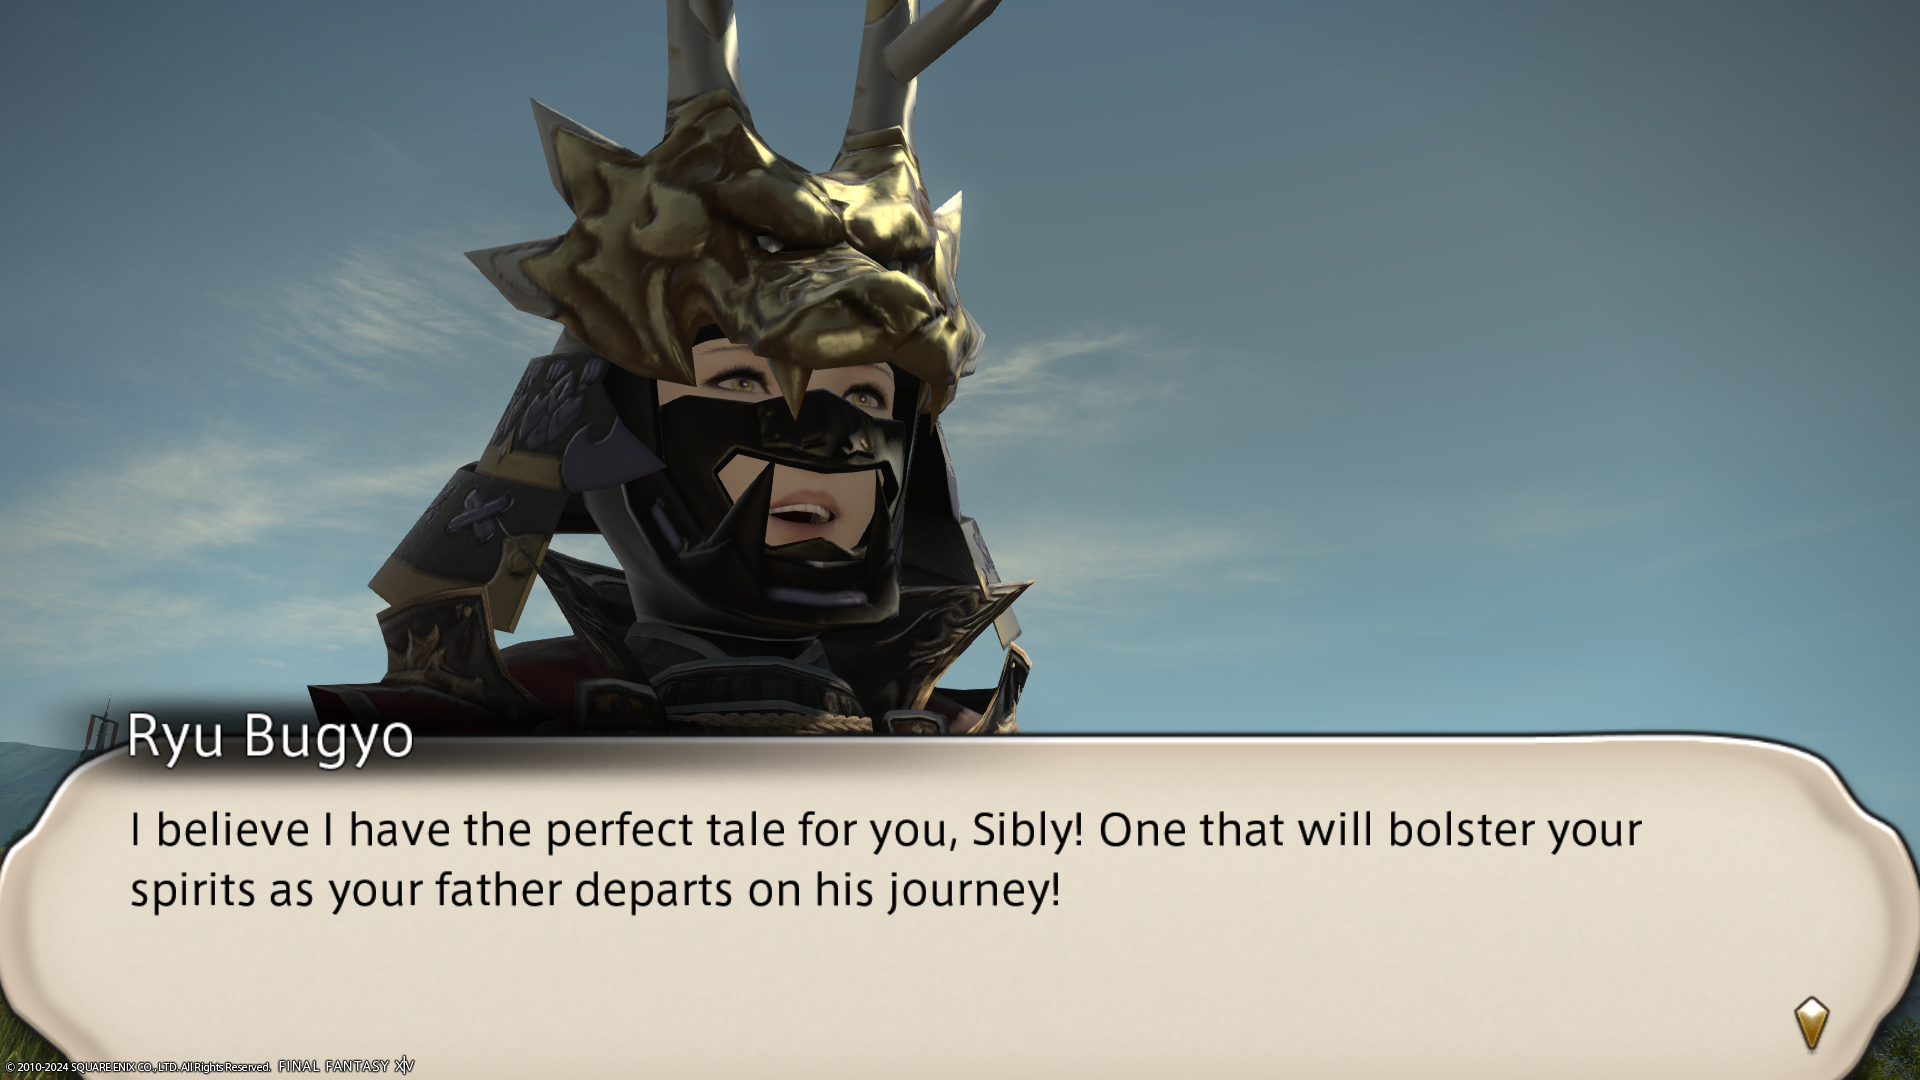 Ryu Bugyo
I believe I have the perfect tale for you, Sibly! One that will bolster your
spirits as your father departs on his journey!
© 2010-2024 SQUARE ENIX CO., LTD. All Rights Reserved. FINAL FANTASY XIV